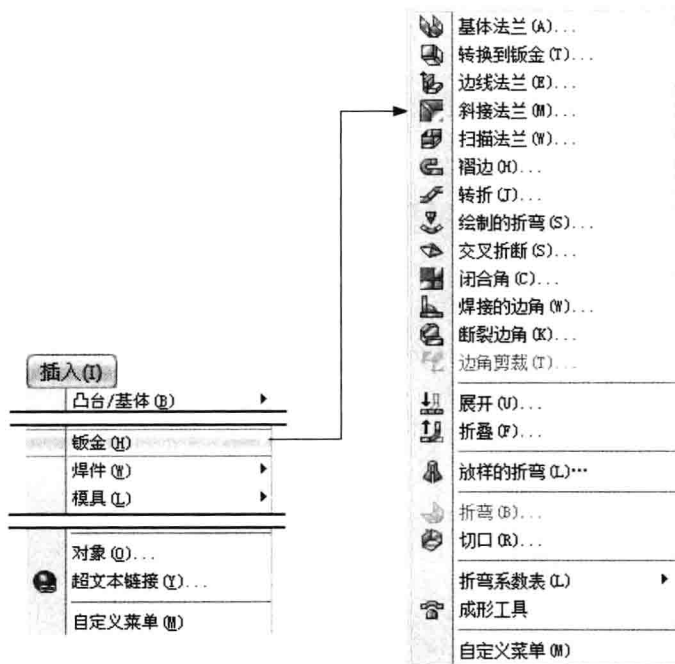 插入(I)
凸台/基体(B)
钣金(H)
焊件(W)
模具(L)
对象(O)...
超文本链接(Y)...
自定义菜单(M)
基体法兰(A)...
转换到钣金(T)...
边线法兰(E)...
斜接法兰(M)...
扫描法兰(W)...
褶边(H)...
转折(J)...
绘制的折弯(S)...
交叉折断(S)...
闭合角(C)...
焊接的边角(W)...
断裂边角(K)...
边角剪裁(T)...
展开(U)...
折叠(F)...
放样的折弯(L)…
折弯(B)...
切口(R)...
折弯系数表(L)
成形工具
自定义菜单(M)